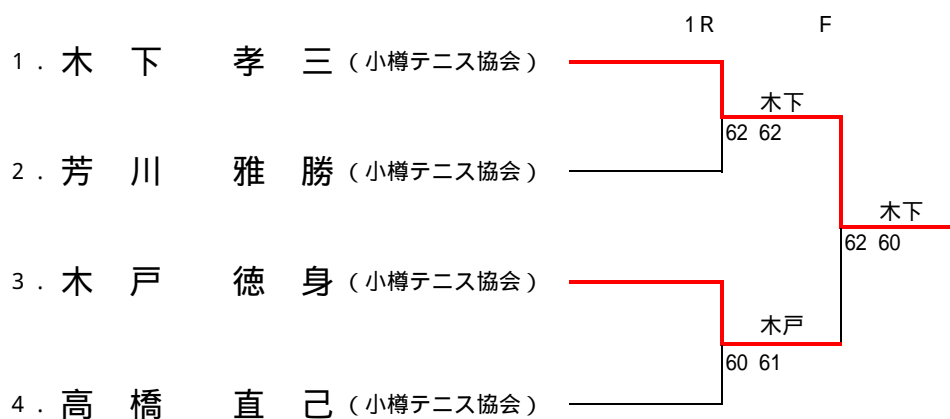 1R F
1. 木下 孝三 (小樽テニス協会)
木下
62 62
2. 芳川 雅勝 (小樽テニス協会)
木下
62 60
3. 木戸 徳身 (小樽テニス協会)
木戸
60 61
4. 高橋 直己 (小樽テニス協会)